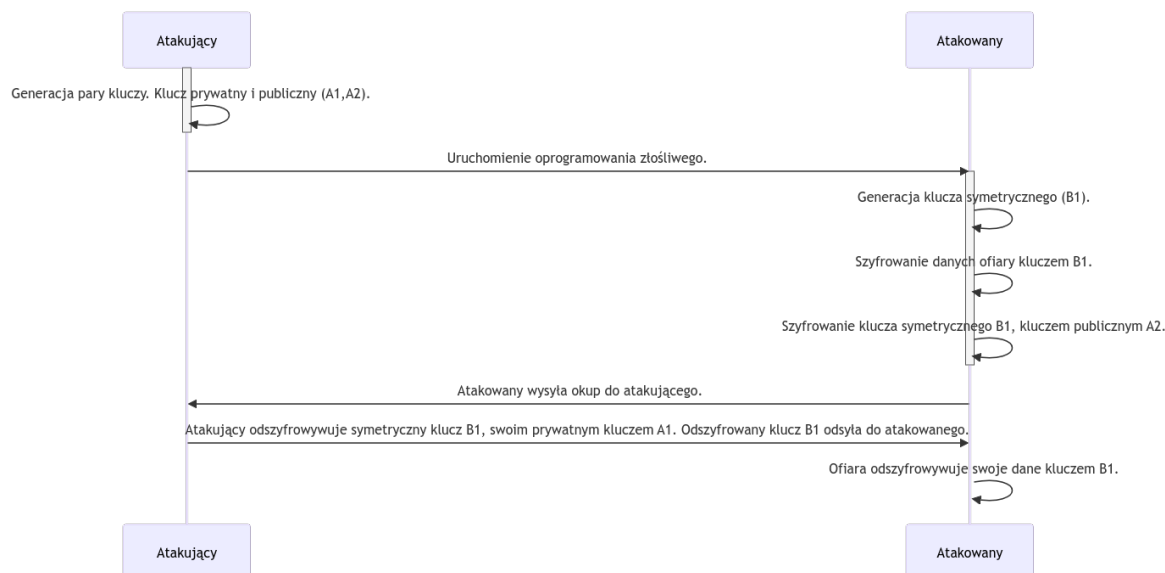 Atakujący
Atakowany
Generacja pary kluczy. Klucz prywatny i publiczny (A1,A2).
Uruchomienie oprogramowania złośliwego.
Generacja klucza symetrycznego (B1).
Szyfrowanie danych ofiary kluczem B1.
Szyfrowanie klucza symetrycznego B1, kluczem publicznym A2.
Atakowany wysyła okup do atakującego.
Atakujący odszyfrowywuje symetryczny klucz B1, swoim prywatnym kluczem A1. Odszyfrowany klucz B1 odsyła do atakowanego.
Ofiara odszyfrowywuje swoje dane kluczem B1.
Atakujący
Atakowany